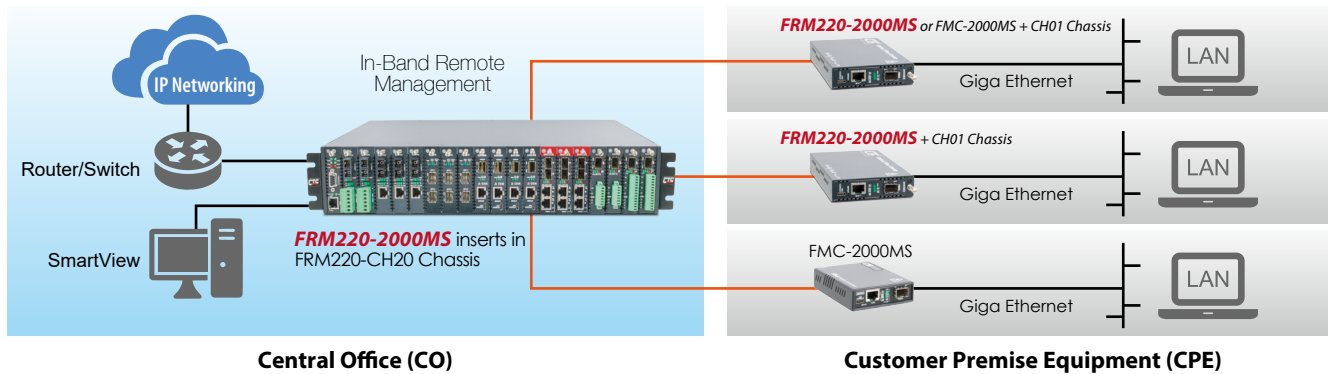 IP Networking
In-Band Remote
Management
Router/Switch
CTC
CTC
SmartView
FRM220-2000MS inserts in
FRM220-CH20 Chassis
Central Office (CO)
FRM220-2000MS or FMC-2000MS + CH01 Chassis
LAN
Giga Ethernet
FRM220-2000MS + CH01 Chassis
LAN
Giga Ethernet
FMC-2000MS
LAN
Giga Ethernet
Customer Premise Equipment (CPE)